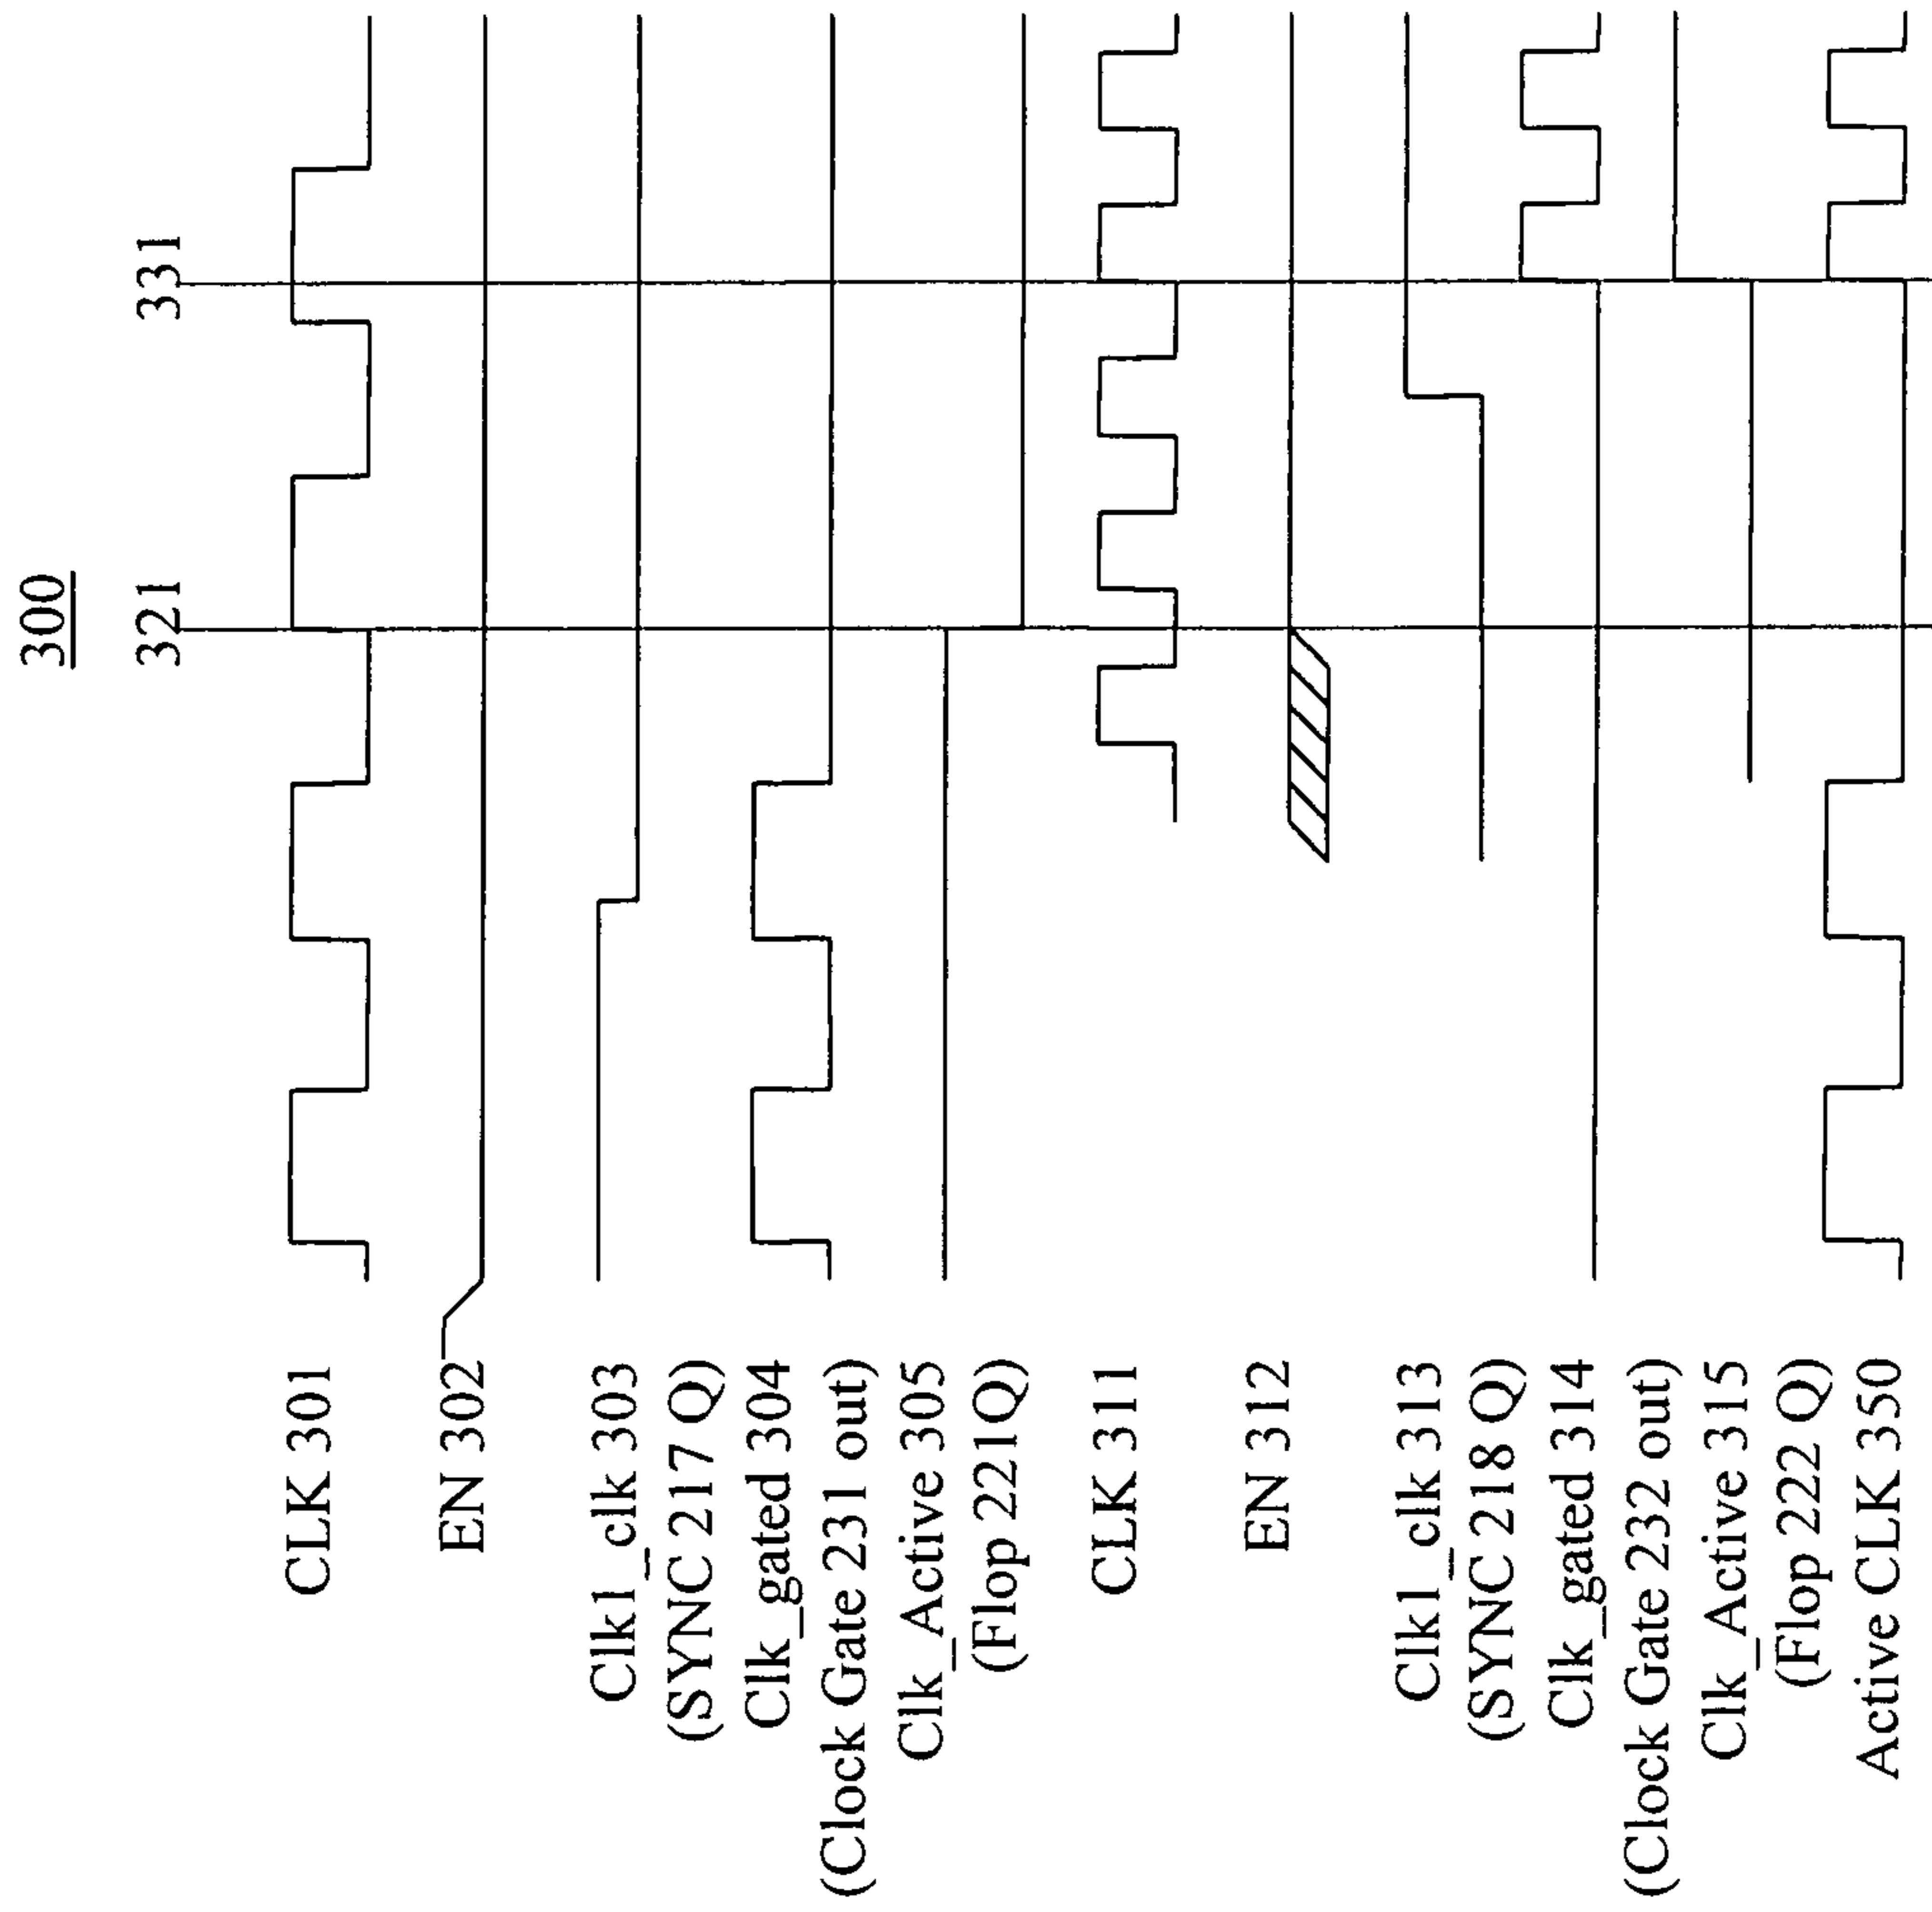 300
321
331
CLK 301
EN 302
Clk1_clk 303
(SYNC 217 Q)
Clk_gated 304
(Clock Gate 231 out)
Clk_Active 305
(Flop 221Q)
CLK 311
EN 312
Clk1_clk 313
(SYNC 218 Q)
Clk_gated 314
(Clock Gate 232 out)
Clk_Active 315
(Flop 222 Q)
Active CLK 350